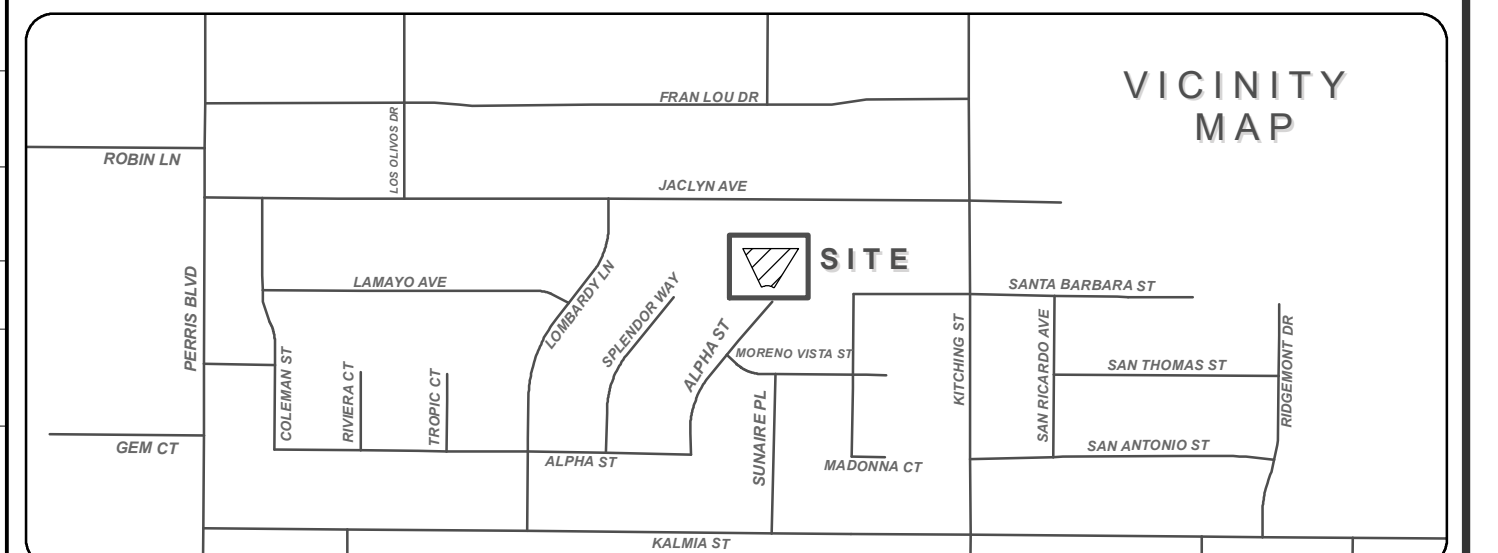 VICINITY
MAP
FRAN LOU DR
LOS OLIVOS DR
ROBIN LN
JACLYN AVE
SITE
LAMAYO AVE
LOMBARDY LN
SPLENDOR WAY
SANTA BARBARA ST
PERRIS BLVD
ALPHA ST
MORENO VISTA ST
KITCHING ST
SAN RICARDO AVE
SAN THOMAS ST
RIDGEMONT DR
COLEMAN ST
RIVIERA CT
TROPIC CT
SUNAIRE PL
GEM CT
ALPHA ST
MADONNA CT
SAN ANTONIO ST
KALMIA ST